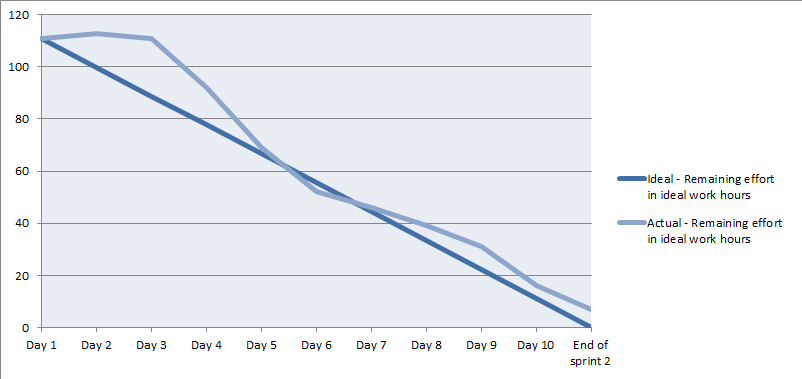 120
100
80
60
40
20
0
Day 1 Day 2 Day 3 Day 4 Day 5 Day 6 Day 7 Day 8 Day 9 Day 10 End of
sprint 2
Ideal - Remaining effort
in ideal work hours
Actual - Remaining effort
in ideal work hours